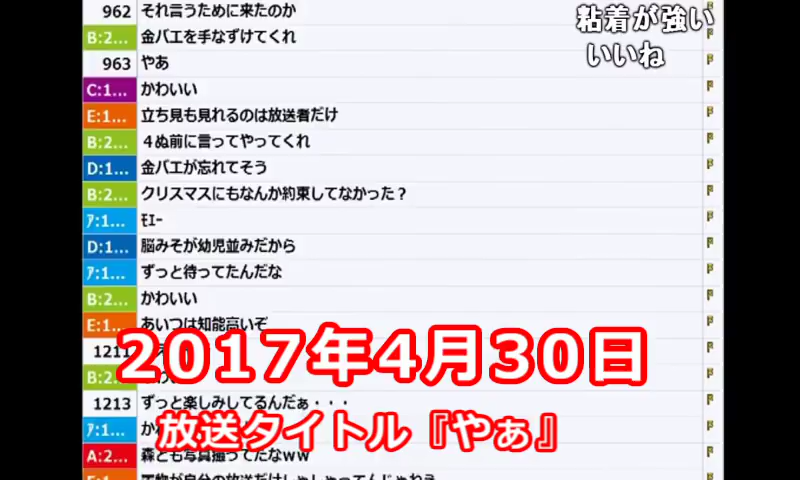 962 それ言うために来たのか
粘着が強い
いいね
B:2... 金バエを手なずけてくれ
963 やあ
C:1... かわいい
E:1... 立ち見も見れるのは放送者だけ
B:2... 4ぬ前に言ってやってくれ
D:1... 金バエが忘れてそう
B:2... クリスマスにもなんか約束してなかった？
ｱ:1... ﾓｴｰ
D:1... 脳みそが幼児並みだから
ｱ:1... ずっと待ってたんだな
B:2... かわいい
E:1... あいつは知能高いぞ
2017年4月30日
B:2...
1213 ずっと楽しみしてるんだぁ・・・
ｱ:1...
放送タイトル『やぁ』
A:2... 森とも写真撮ってたなｗｗ